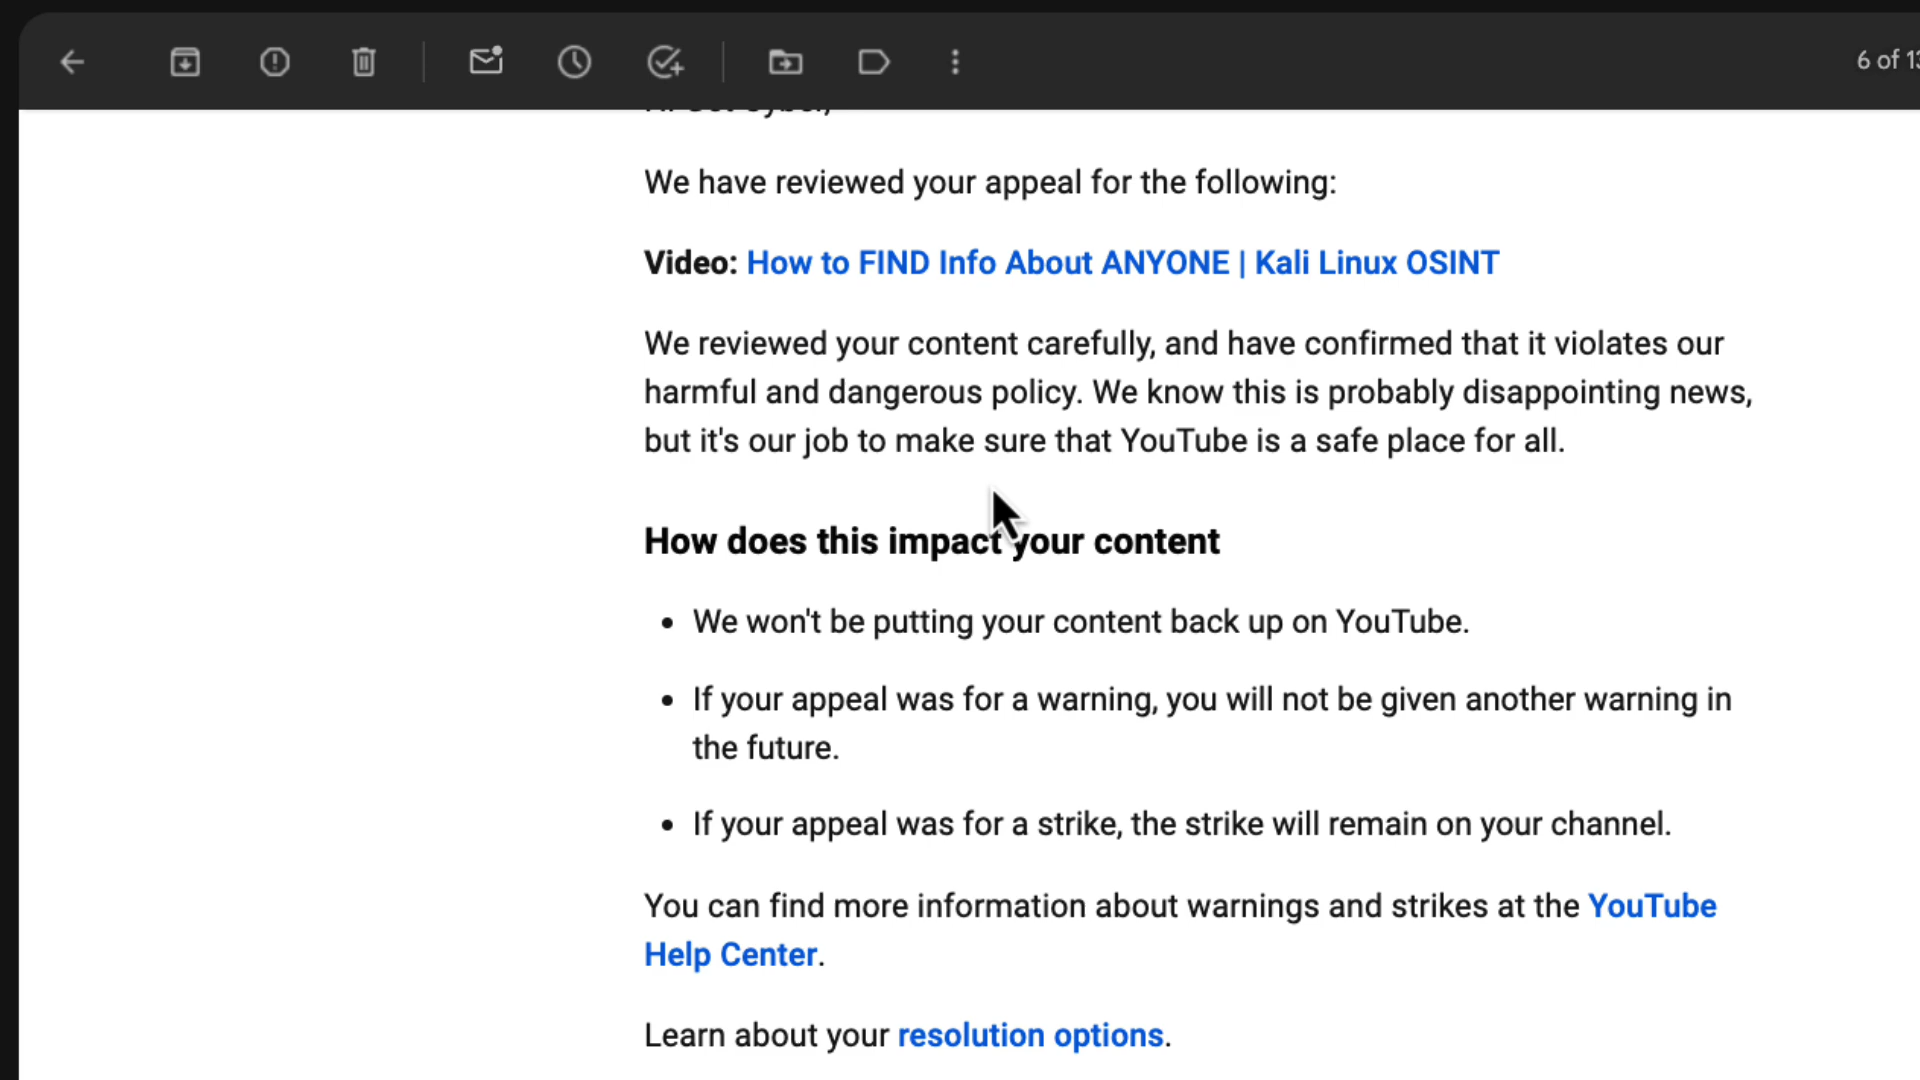 6 of 13
We have reviewed your appeal for the following:
Video: How to FIND Info About ANYONE | Kali Linux OSINT
We reviewed your content carefully, and have confirmed that it violates our
harmful and dangerous policy. We know this is probably disappointing news,
but it's our job to make sure that YouTube is a safe place for all.
How does this impact your content
• We won't be putting your content back up on YouTube.
• If your appeal was for a warning, you will not be given another warning in
the future.
• If your appeal was for a strike, the strike will remain on your channel.
You can find more information about warnings and strikes at the YouTube
Help Center.
Learn about your resolution options.